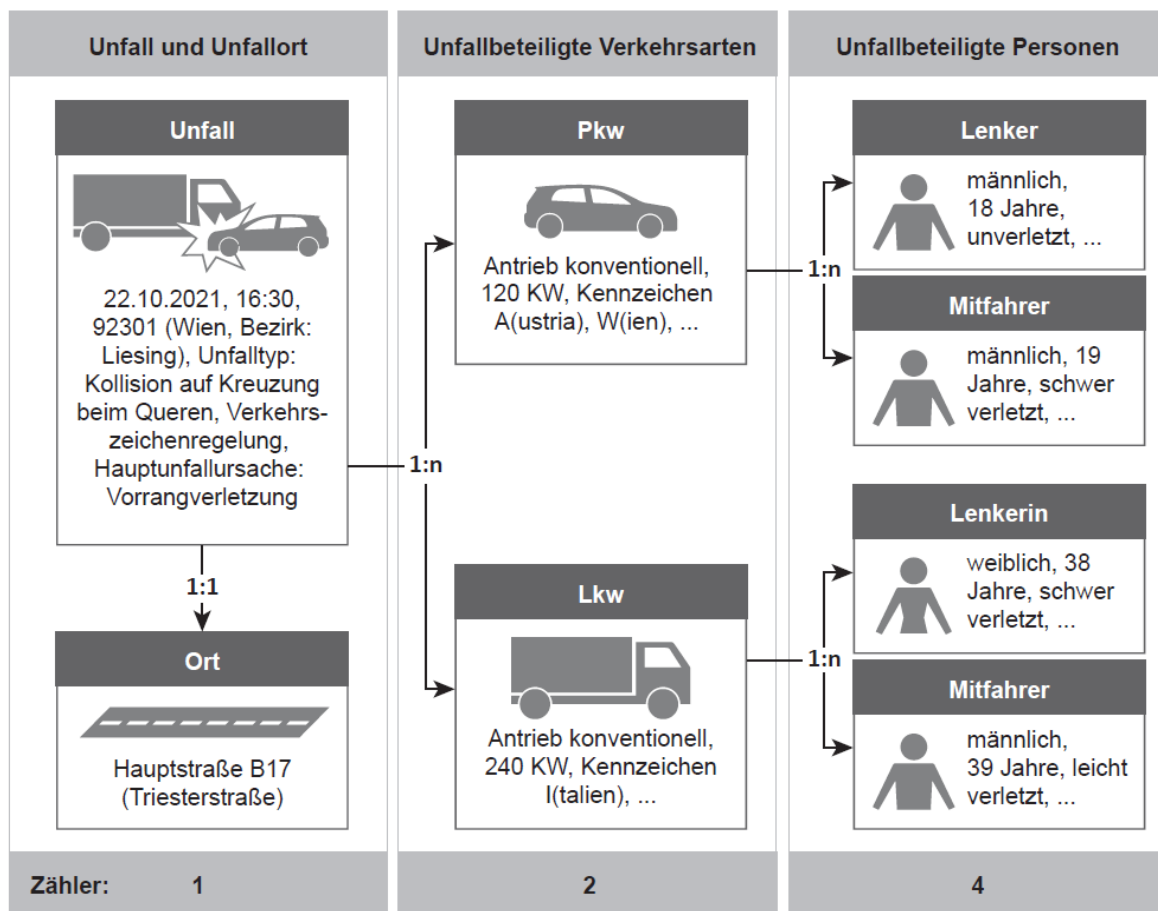 Unfall und Unfallort
Unfall
22.10.2021, 16:30,
92301 (Wien, Bezirk:
Liesing), Unfalltyp:
Kollision auf Kreuzung
beim Queren, Verkehrs-
zeichenregelung,
Hauptunfallursache:
Vorrangverletzung
1:1
Ort
Hauptstraße B17
(Triesterstraße)
1:n
Unfallbeteiligte Verkehrsarten
Pkw
Antrieb konventionell,
120 KW, Kennzeichen
A(ustria), W(ien), ...
1:n
Lkw
Antrieb konventionell,
240 KW, Kennzeichen
I(talien), ...
1:n
Unfallbeteiligte Personen
Lenker
männlich,
18 Jahre,
unverletzt, ...
Mitfahrer
männlich, 19
Jahre, schwer
verletzt, ...
Lenkerin
weiblich, 38
Jahre, schwer
verletzt, ...
Mitfahrer
männlich,
39 Jahre, leicht
verletzt, ...
Zähler: 1 2 4